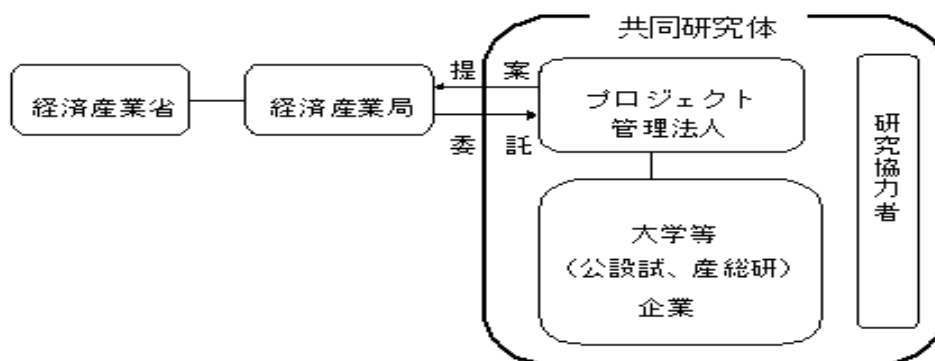 共同研究体
経済産業省
経済産業局
提案
委託
プロジェクト
管理法人
大学等
（公設試、産総研）
企業
研究協力者